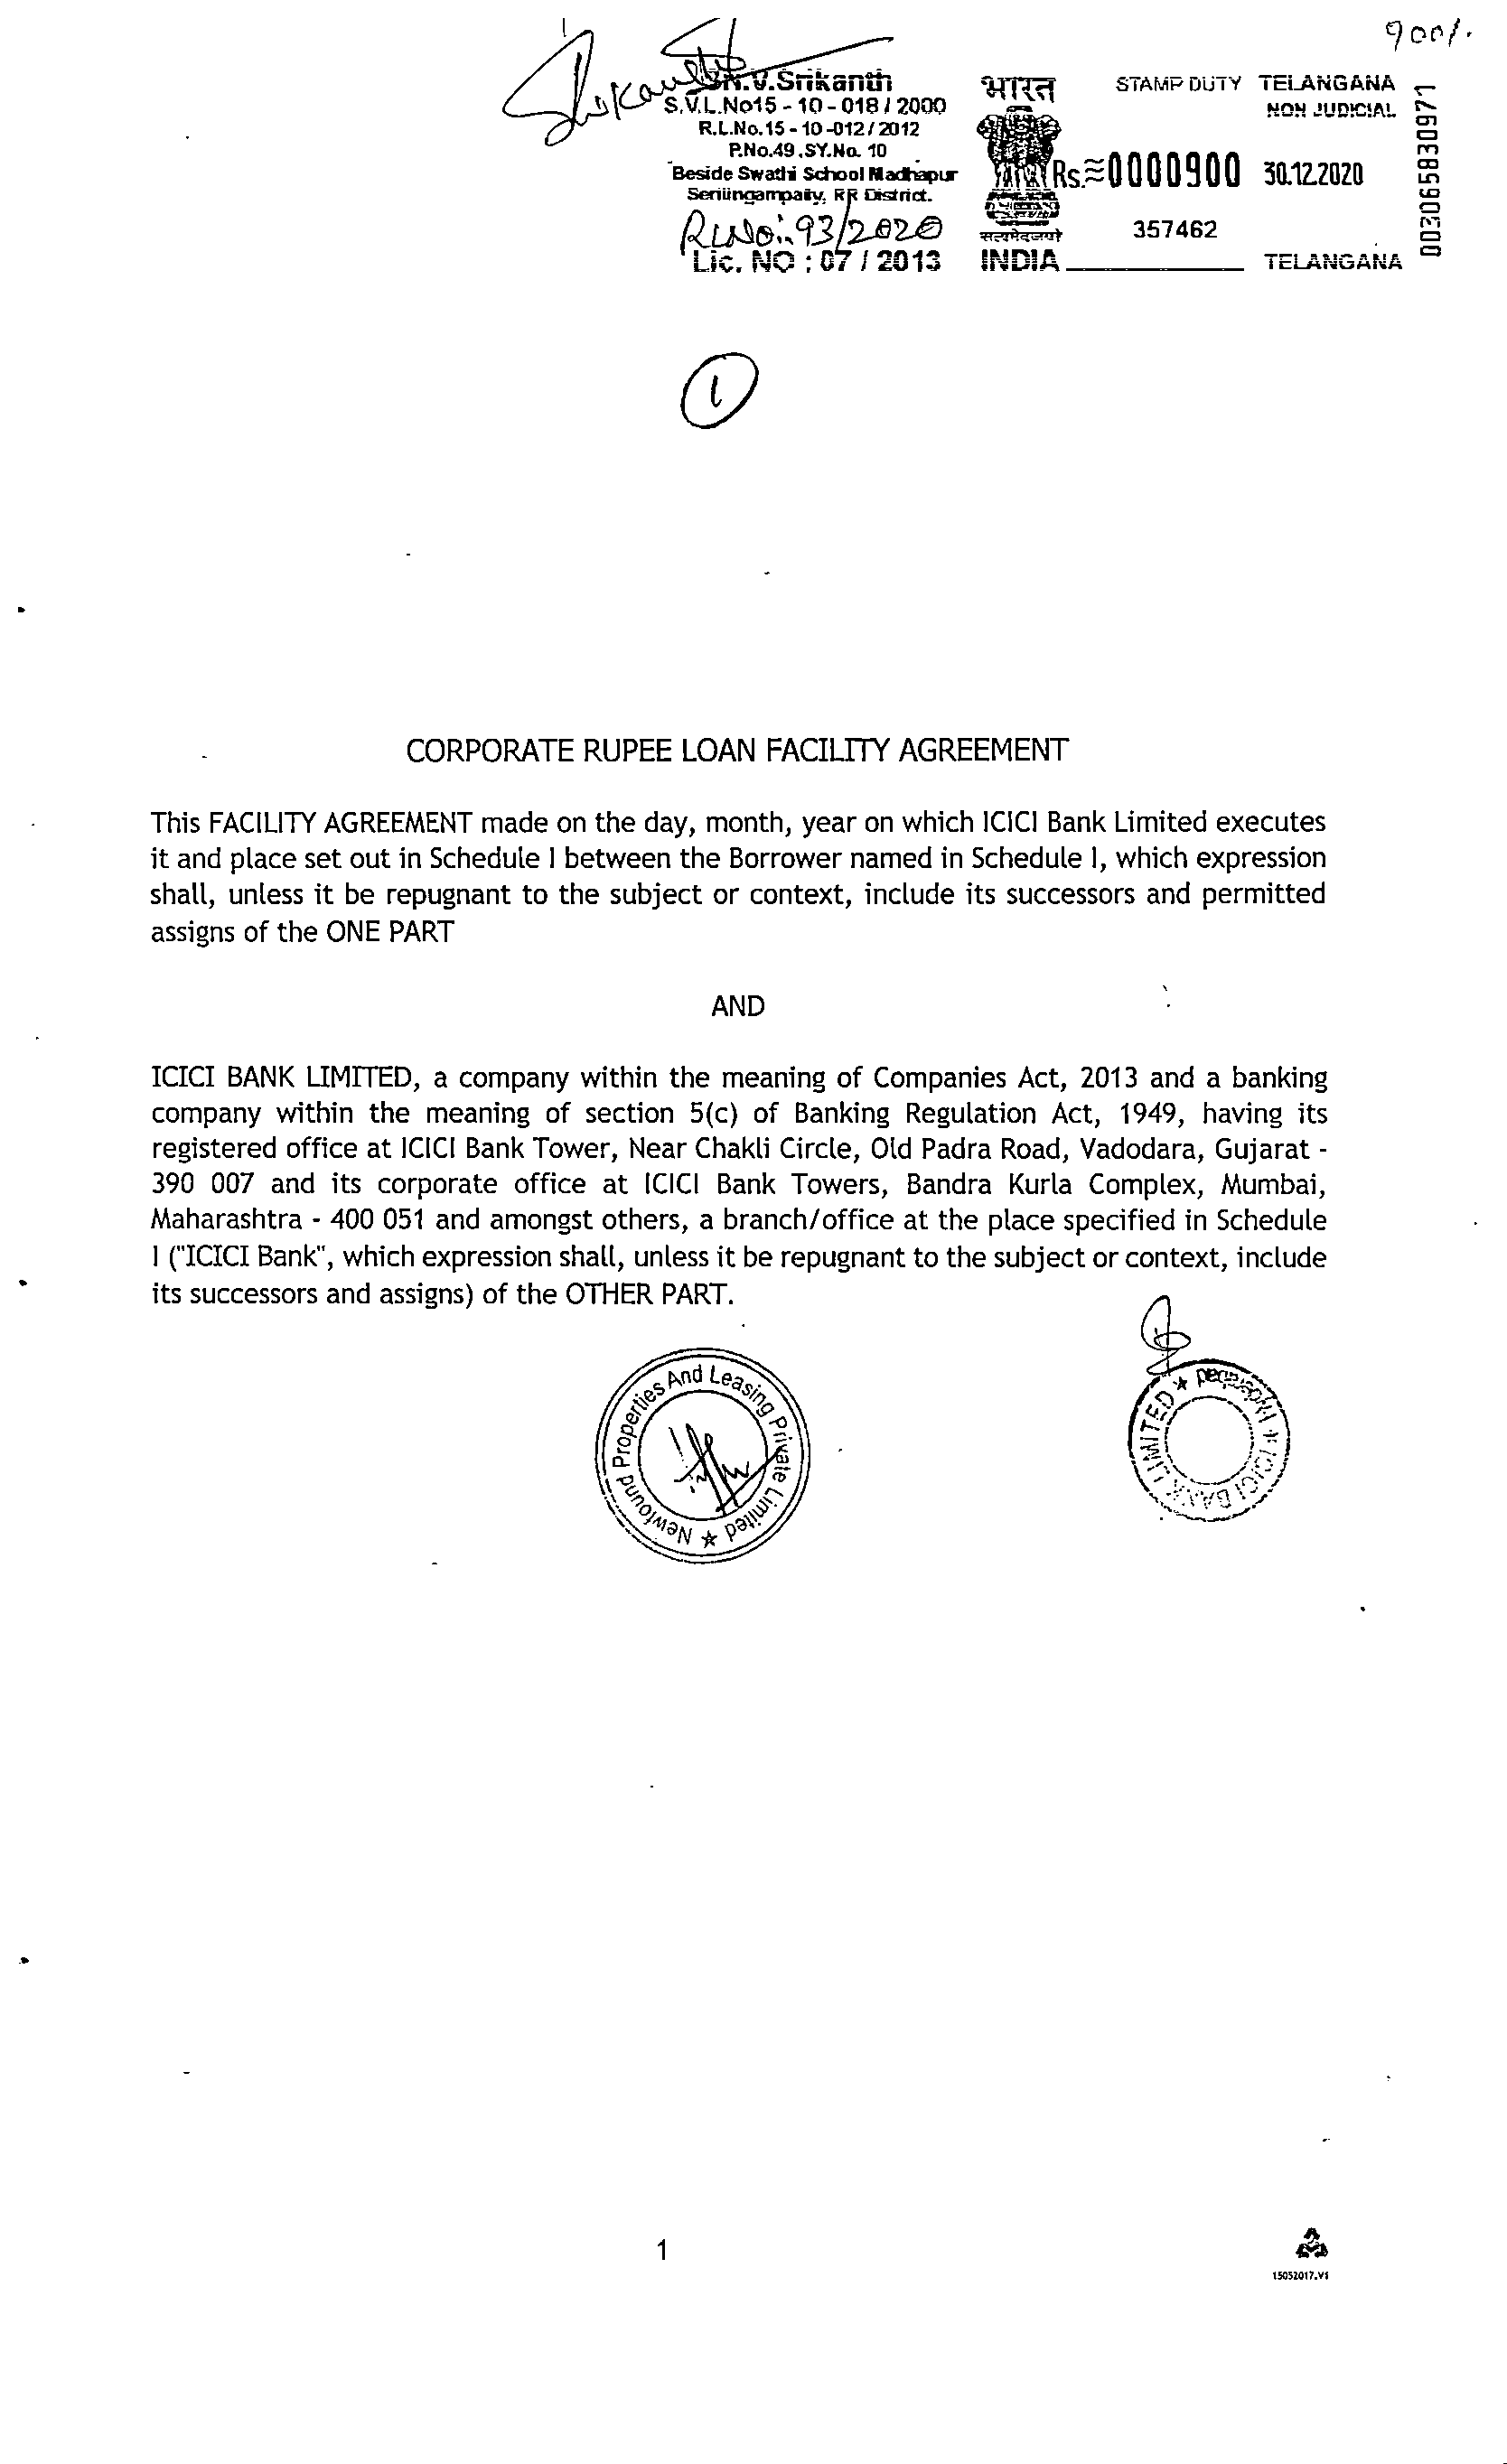 900/.
N.V.Srikanth
S.V.L.No15 - 10 - 018 / 2000
R.L.No.15 - 10 -012 / 2012
P.No.49.SY.No. 10
Beside Swathi School Madhapur
Serilingampally, RR District.
RLNo:. 93/2020
Lic. NO : 07 / 2013
भारत
STAMP DUTY TELANGANA
NON JUDICIAL
Rs.≈0000900 30.12.2020
357462
सत्यमेव जयते
INDIA TELANGANA
00306583971
1
CORPORATE RUPEE LOAN FACILITY AGREEMENT
This FACILITY AGREEMENT made on the day, month, year on which ICICI Bank Limited executes
it and place set out in Schedule I between the Borrower named in Schedule I, which expression
shall, unless it be repugnant to the subject or context, include its successors and permitted
assigns of the ONE PART
AND
ICICI BANK LIMITED, a company within the meaning of Companies Act, 2013 and a banking
company within the meaning of section 5(c) of Banking Regulation Act, 1949, having its
registered office at ICICI Bank Tower, Near Chakli Circle, Old Padra Road, Vadodara, Gujarat -
390 007 and its corporate office at ICICI Bank Towers, Bandra Kurla Complex, Mumbai,
Maharashtra - 400 051 and amongst others, a branch/office at the place specified in Schedule
I ("ICICI Bank", which expression shall, unless it be repugnant to the subject or context, include
its successors and assigns) of the OTHER PART.
Newfound Properties And Leasing Private Limited
ICICI BANK LIMITED
1
15052017.V1